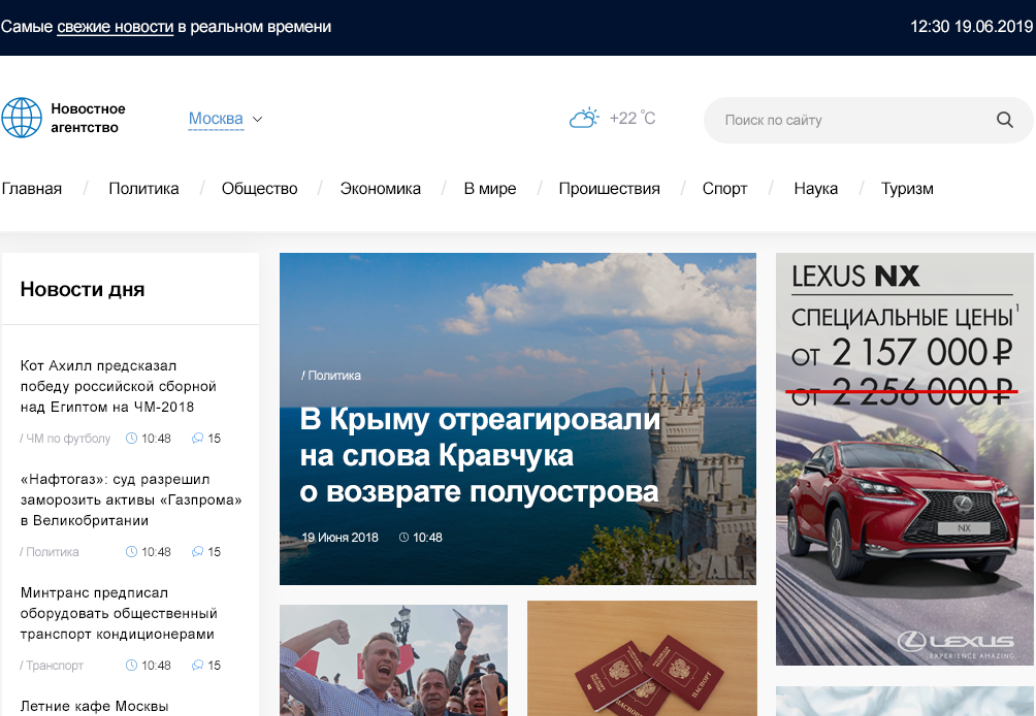 Самые свежие новости в реальном времени
12:30 19.06.2019
Новостное
агентство
Москва
+22 °C
Поиск по сайту
Главная / Политика / Общество / Экономика / В мире / Проишествия / Спорт / Наука / Туризм
Новости дня
Кот Ахилл предсказал
победу российской сборной
над Египтом на ЧМ-2018
/ ЧМ по футболу 10:48 15
«Нафтогаз»: суд разрешил
заморозить активы «Газпрома»
в Великобритании
/ Политика 10:48 15
Минтранс предписал
оборудовать общественный
транспорт кондиционерами
/ Транспорт 10:48 15
Летние кафе Москвы
/ Политика
В Крыму отреагировали
на слова Кравчука
о возврате полуострова
19 Июня 2018 10:48
ПАСПОРТ
LEXUS NX
СПЕЦИАЛЬНЫЕ ЦЕНЫ¹
ОТ 2 157 000 ₽
ОТ 2 256 000 ₽
NX
LEXUS
EXPERIENCE AMAZING